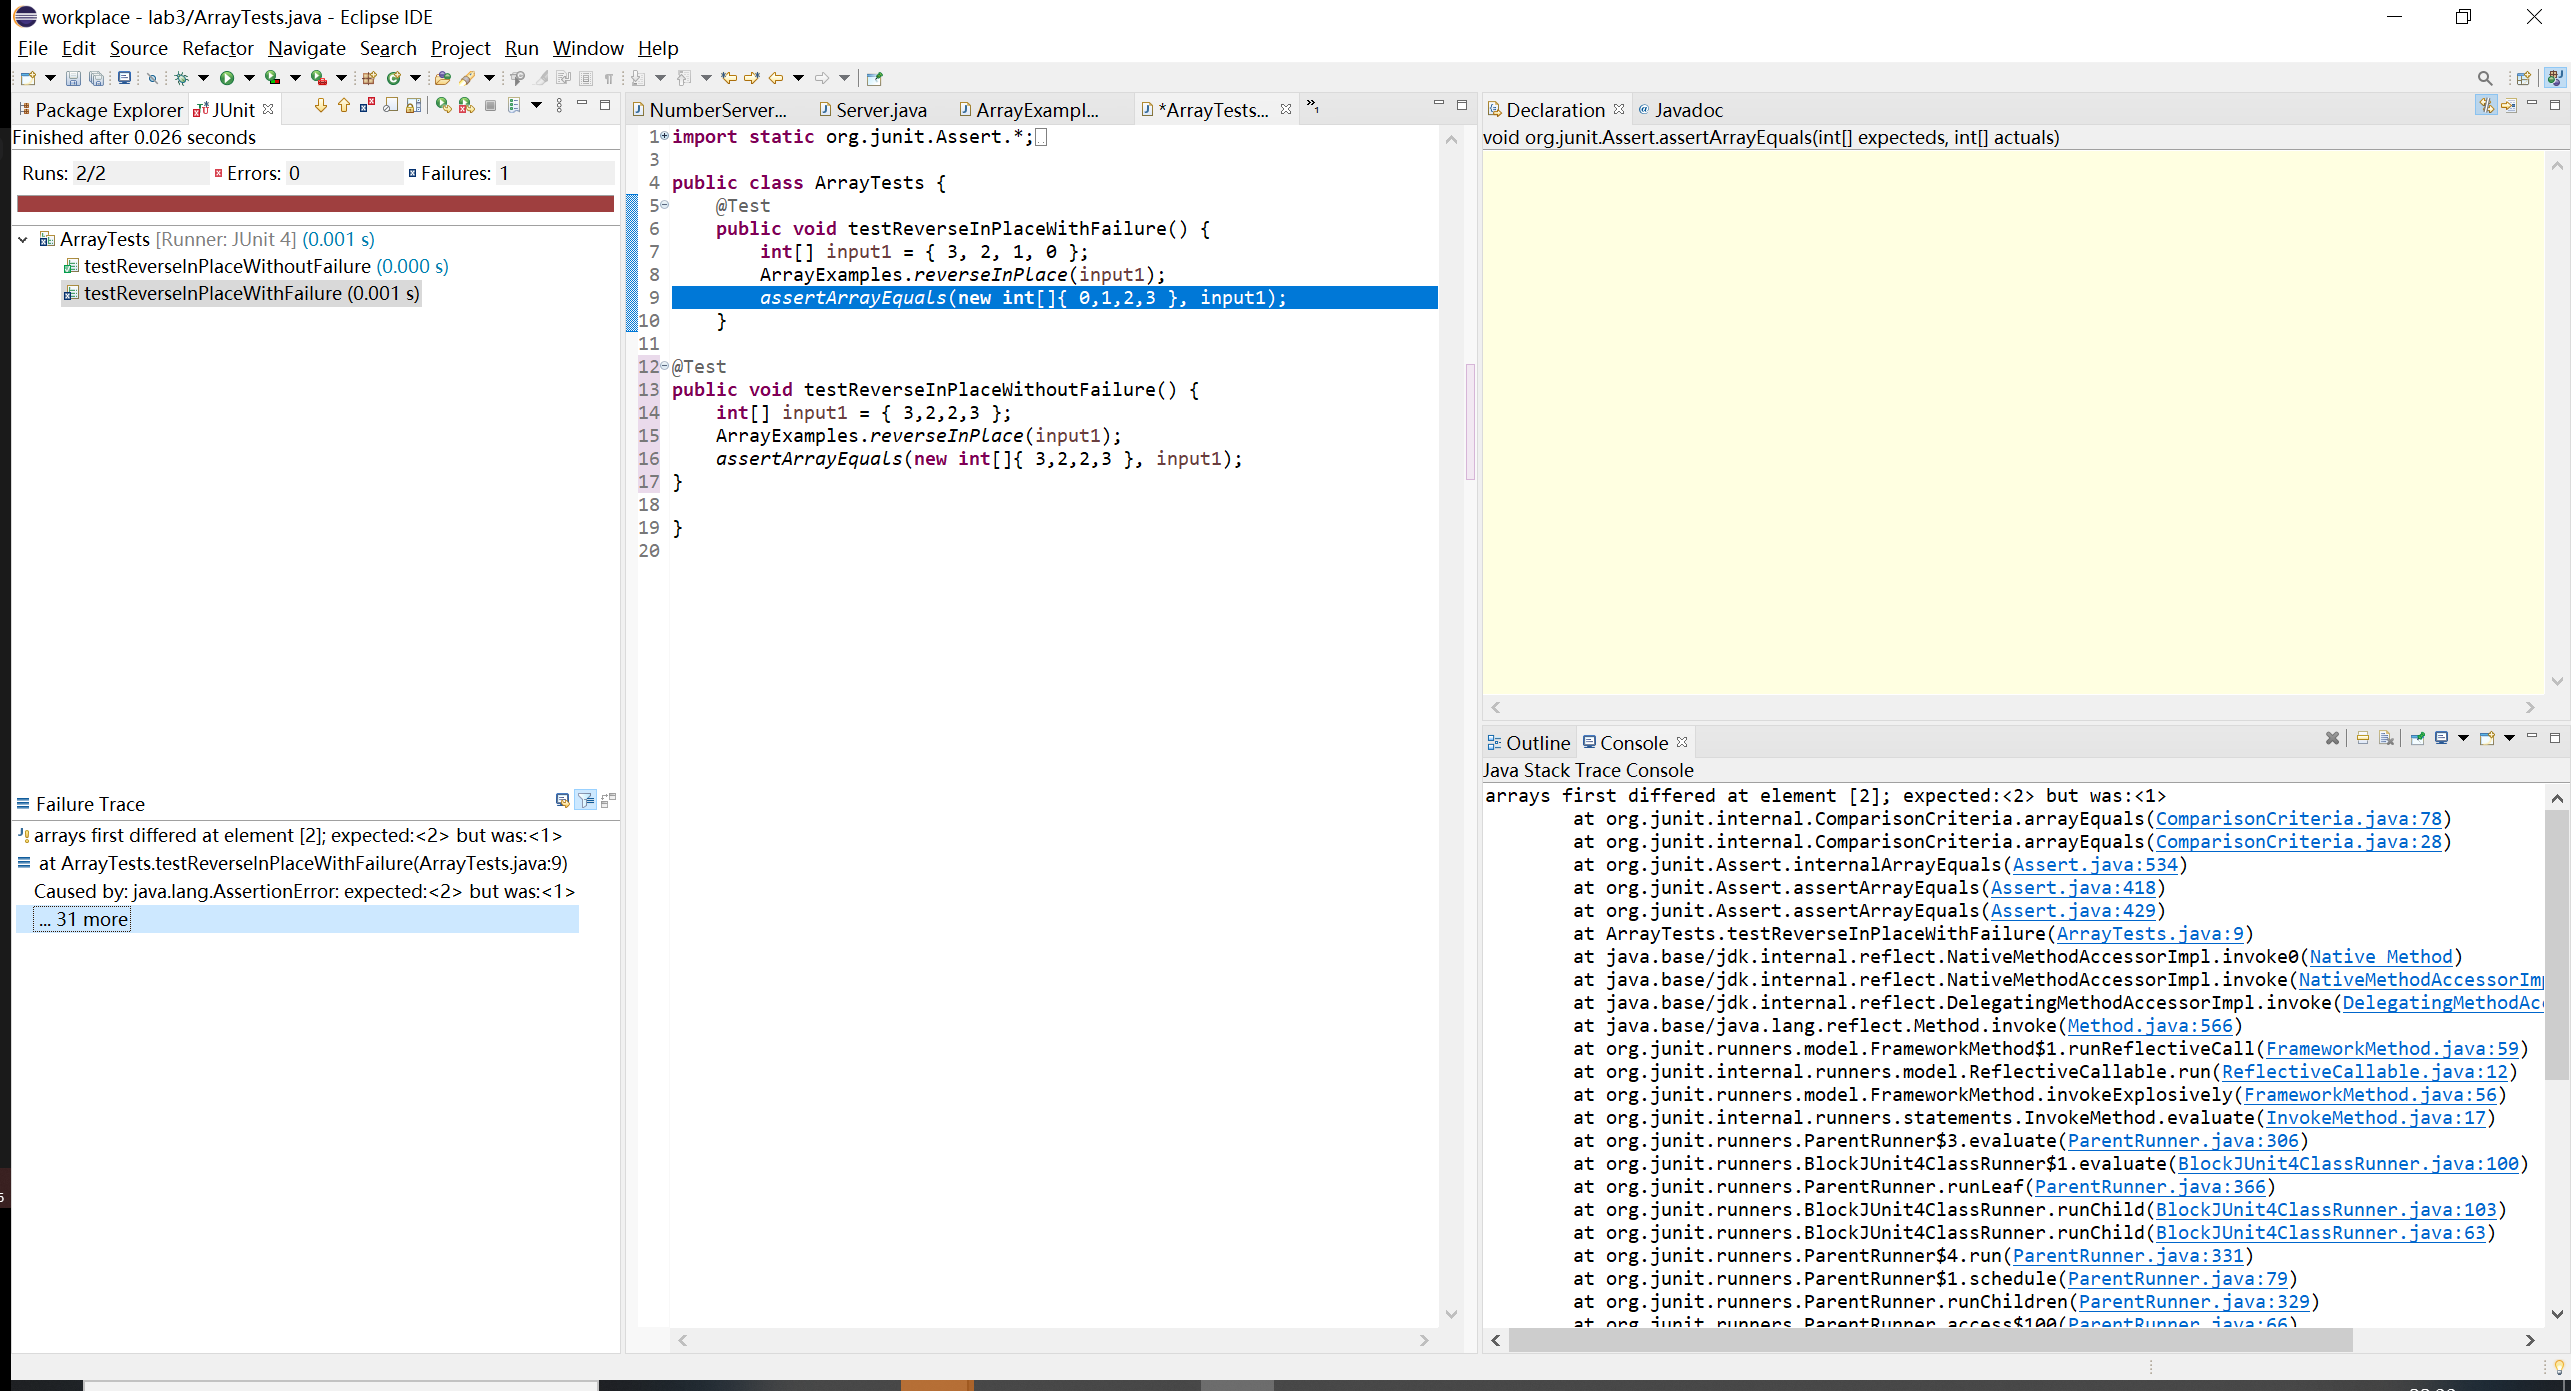 workplace - lab3/ArrayTests.java - Eclipse IDE
File Edit Source Refactor Navigate Search Project Run Window Help
Package Explorer JUnit
Finished after 0.026 seconds
Runs: 2/2 Errors: 0 Failures: 1
ArrayTests [Runner: JUnit 4] (0.001 s)
testReverseInPlaceWithoutFailure (0.000 s)
testReverseInPlaceWithFailure (0.001 s)
Failure Trace
arrays first differed at element [2]; expected:<2> but was:<1>
at ArrayTests.testReverseInPlaceWithFailure(ArrayTests.java:9)
Caused by: java.lang.AssertionError: expected:<2> but was:<1>
... 31 more
NumberServer... Server.java ArrayExampl... *ArrayTests... »1
1 import static org.junit.Assert.*;
3
4 public class ArrayTests {
5 @Test
6 public void testReverseInPlaceWithFailure() {
7 int[] input1 = { 3, 2, 1, 0 };
8 ArrayExamples.reverseInPlace(input1);
9 assertArrayEquals(new int[]{ 0,1,2,3 }, input1);
10 }
11
12 @Test
13 public void testReverseInPlaceWithoutFailure() {
14 int[] input1 = { 3,2,2,3 };
15 ArrayExamples.reverseInPlace(input1);
16 assertArrayEquals(new int[]{ 3,2,2,3 }, input1);
17 }
18
19 }
20
Declaration @ Javadoc
void org.junit.Assert.assertArrayEquals(int[] expecteds, int[] actuals)
Outline Console
Java Stack Trace Console
arrays first differed at element [2]; expected:<2> but was:<1>
at org.junit.internal.ComparisonCriteria.arrayEquals(ComparisonCriteria.java:78)
at org.junit.internal.ComparisonCriteria.arrayEquals(ComparisonCriteria.java:28)
at org.junit.Assert.internalArrayEquals(Assert.java:534)
at org.junit.Assert.assertArrayEquals(Assert.java:418)
at org.junit.Assert.assertArrayEquals(Assert.java:429)
at ArrayTests.testReverseInPlaceWithFailure(ArrayTests.java:9)
at java.base/jdk.internal.reflect.NativeMethodAccessorImpl.invoke0(Native Method)
at java.base/jdk.internal.reflect.NativeMethodAccessorImpl.invoke(NativeMethodAccessorIm
at java.base/jdk.internal.reflect.DelegatingMethodAccessorImpl.invoke(DelegatingMethodAc
at java.base/java.lang.reflect.Method.invoke(Method.java:566)
at org.junit.runners.model.FrameworkMethod$1.runReflectiveCall(FrameworkMethod.java:59)
at org.junit.internal.runners.model.ReflectiveCallable.run(ReflectiveCallable.java:12)
at org.junit.runners.model.FrameworkMethod.invokeExplosively(FrameworkMethod.java:56)
at org.junit.internal.runners.statements.InvokeMethod.evaluate(InvokeMethod.java:17)
at org.junit.runners.ParentRunner$3.evaluate(ParentRunner.java:306)
at org.junit.runners.BlockJUnit4ClassRunner$1.evaluate(BlockJUnit4ClassRunner.java:100)
at org.junit.runners.ParentRunner.runLeaf(ParentRunner.java:366)
at org.junit.runners.BlockJUnit4ClassRunner.runChild(BlockJUnit4ClassRunner.java:103)
at org.junit.runners.BlockJUnit4ClassRunner.runChild(BlockJUnit4ClassRunner.java:63)
at org.junit.runners.ParentRunner$4.run(ParentRunner.java:331)
at org.junit.runners.ParentRunner$1.schedule(ParentRunner.java:79)
at org.junit.runners.ParentRunner.runChildren(ParentRunner.java:329)
at org.junit.runners.ParentRunner.access$100(ParentRunner.java:66)